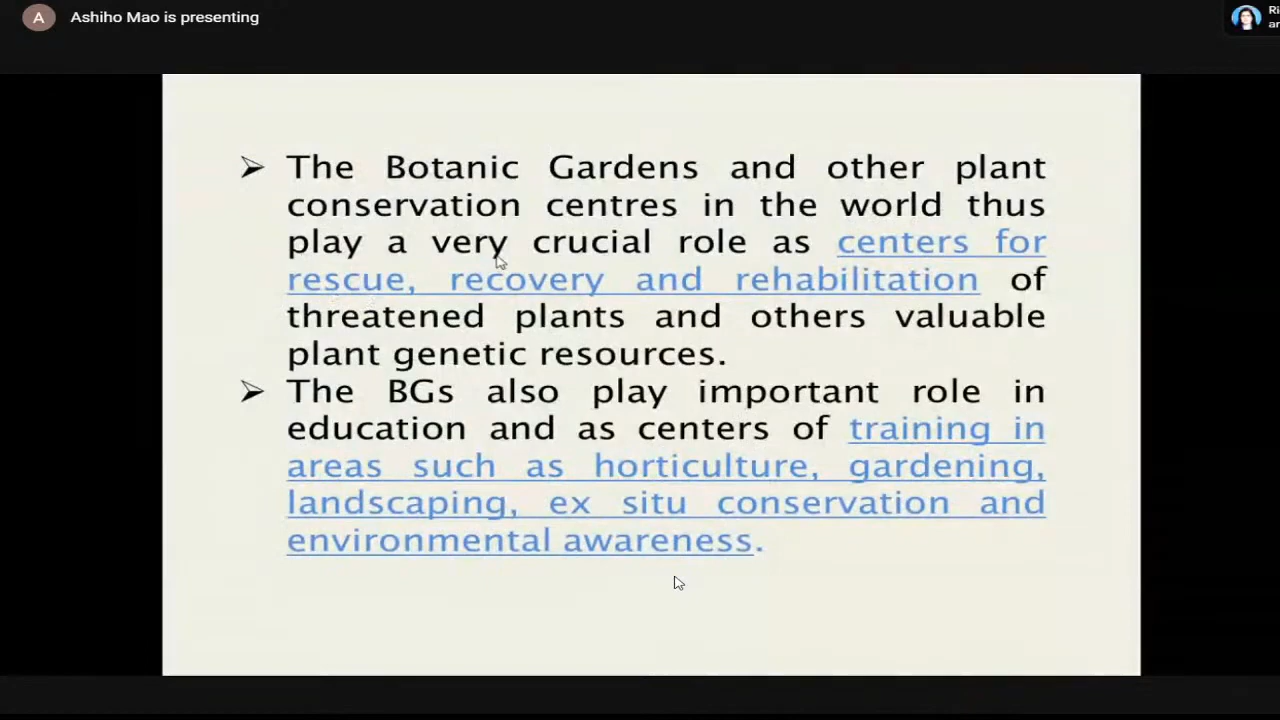 A
Ashiho Mao is presenting
➢ The Botanic Gardens and other plant
conservation centres in the world thus
play a very crucial role as centers for
rescue, recovery and rehabilitation of
threatened plants and others valuable
plant genetic resources.
➢ The BGs also play important role in
education and as centers of training in
areas such as horticulture, gardening,
landscaping, ex situ conservation and
environmental awareness.